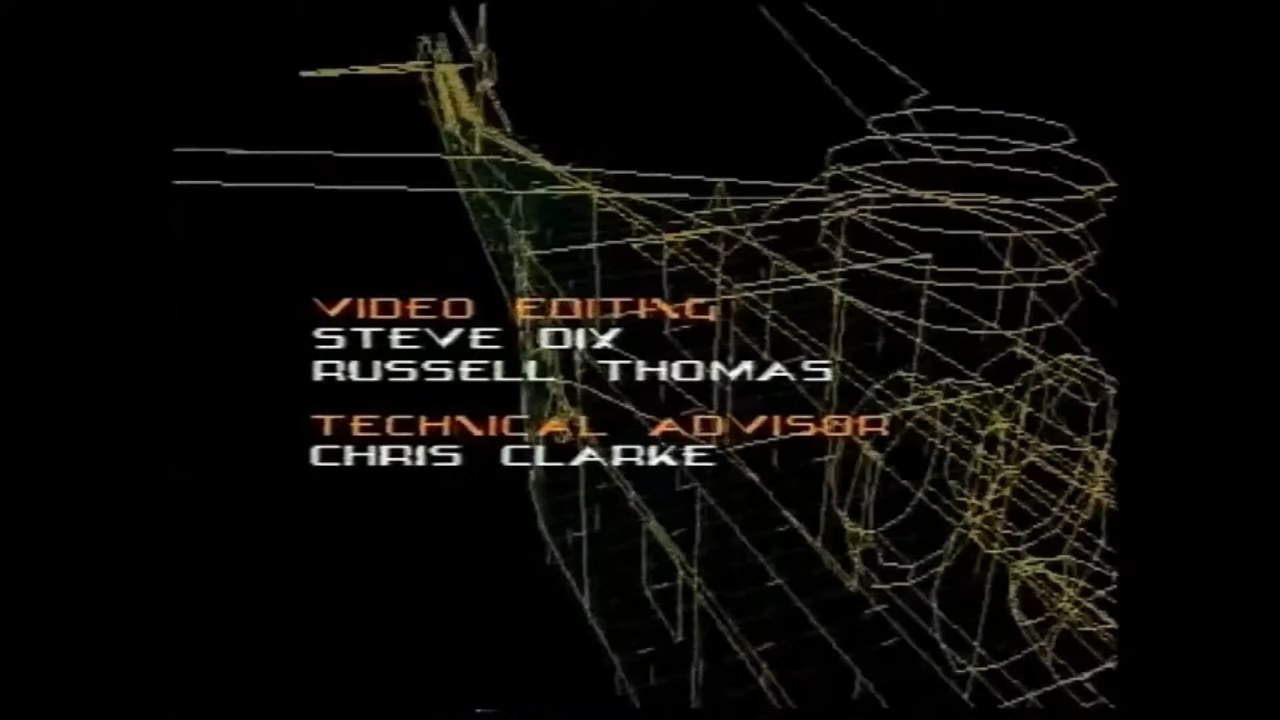 VIDEO EDITING
STEVE DIX
RUSSELL THOMAS
TECHNICAL ADVISOR
CHRIS CLARKE